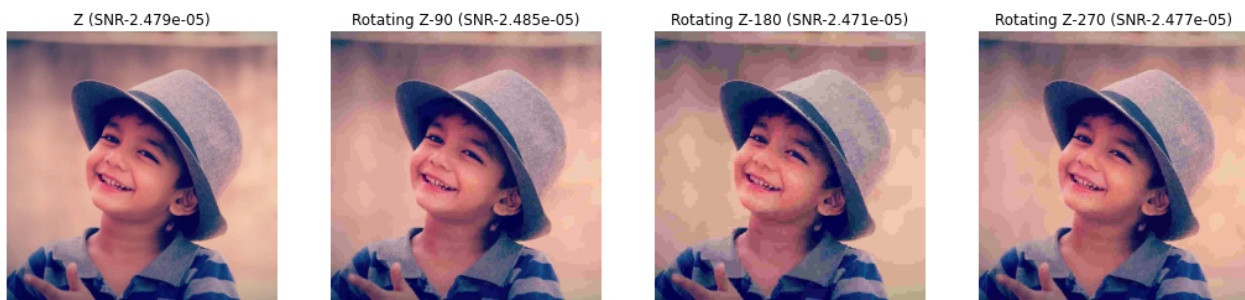 Z (SNR-2.479e-05)
Rotating Z-90 (SNR-2.485e-05)
Rotating Z-180 (SNR-2.471e-05)
Rotating Z-270 (SNR-2.477e-05)